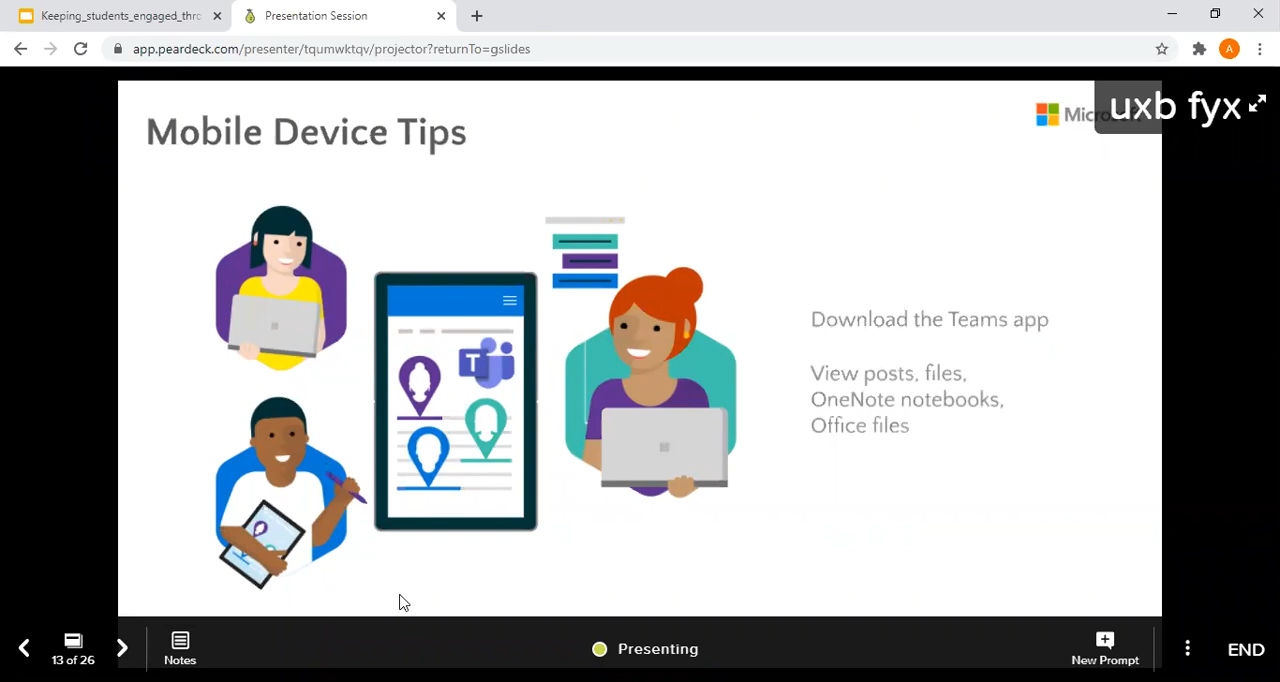 Keeping_students_engaged_thro
Presentation Session
app.peardeck.com/presenter/tqumwktqv/projector?returnTo=gslides
A
uxb fyx
Mobile Device Tips
T
Download the Teams app
View posts, files,
OneNote notebooks,
Office files
13 of 26
Notes
Presenting
New Prompt
END